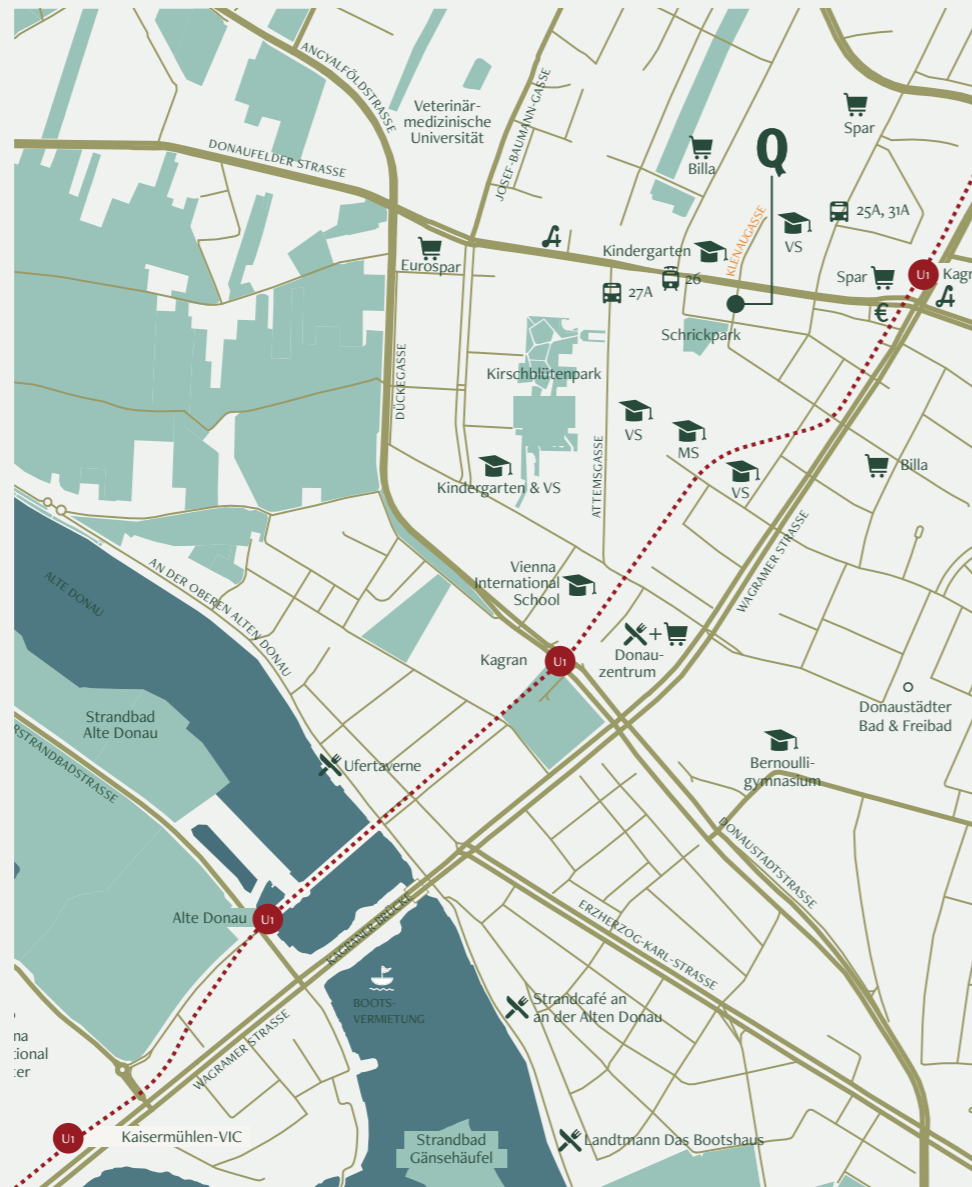 ANGYALFÖLDSTRASSE
Veterinär-
medizinische
Universität
JOSEF-BAUMANN-GASSE
Spar
Q
DONAUFELDER STRASSE
Billa
KLENAUGASSE
25A, 31A
VS
Kindergarten
Eurospar
26
27A
Spar
U1
€
Schrickpark
Kirschblütenpark
DÜCKEGASSE
ATTEMSGASSE
VS
MS
VS
Billa
Kindergarten & VS
WAGRAMER STRASSE
ALTE DONAU
AN DER OBEREN ALTEN DONAU
Vienna
International
School
+
Kagran
U1
Donau-
zentrum
Donaustädter
Bad & Freibad
Strandbad
Alte Donau
RSTRANDBADSTRASSE
Ufertaverne
Bernoulli-
gymnasium
DONAUSTADTSTRASSE
Alte Donau
U1
KAGRANER BRÜCKE
ERZHERZOG-KARL-STRASSE
BOOTS-
VERMIETUNG
Strandcafé an
an der Alten Donau
WAGRAMER STRASSE
na
tional
ter
U1
Kaisermühlen-VIC
Strandbad
Gänsehäufel
Landtmann Das Bootshaus